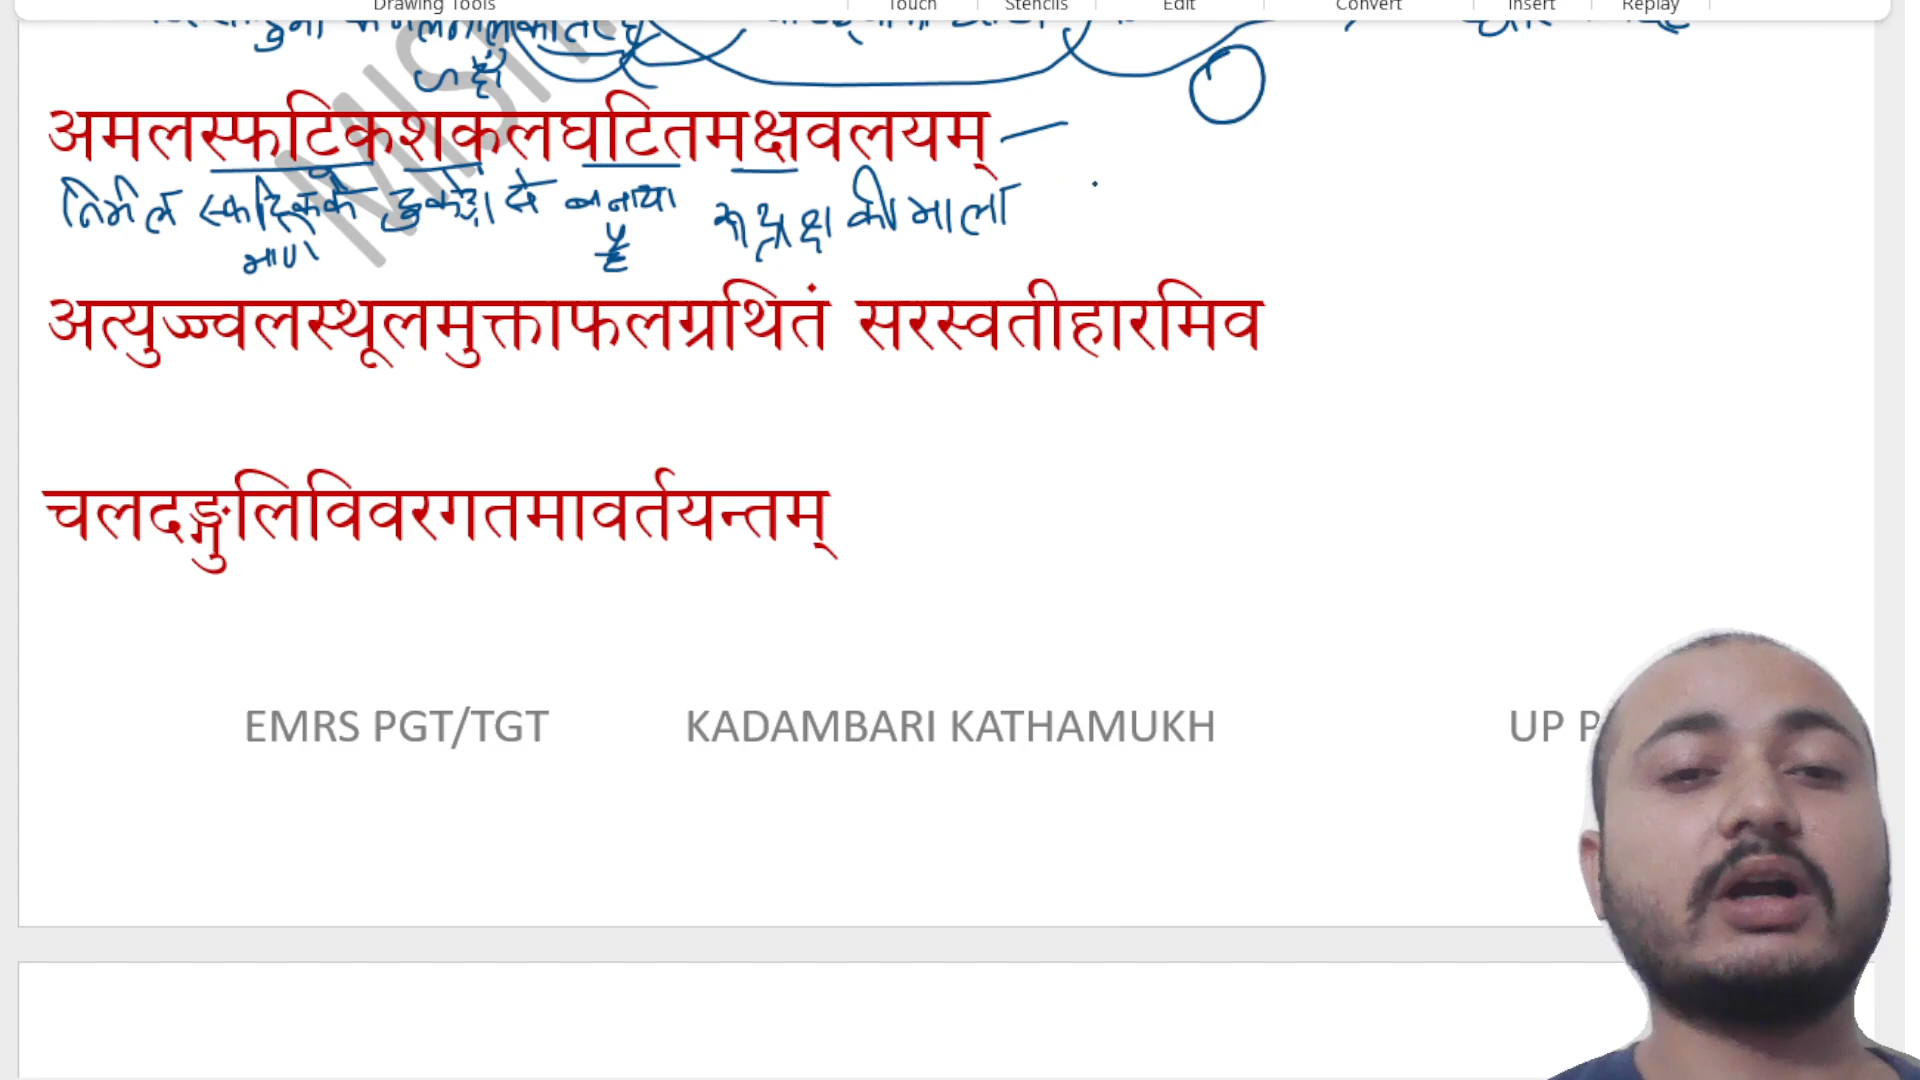 Drawing Tools Touch Stencils Edit Convert Insert Replay
अमलस्फटिकशकलघटितमक्षवलयम्
निर्मल स्फटिक के टुकड़ो से बनाया रुद्राक्ष की माला
है
अत्युज्ज्वलस्थूलमुक्ताफलग्रथितं सरस्वतीहारमिव
चलदङ्गुलिविवरगतमावर्तयन्तम्
EMRS PGT/TGT KADAMBARI KATHAMUKH UP